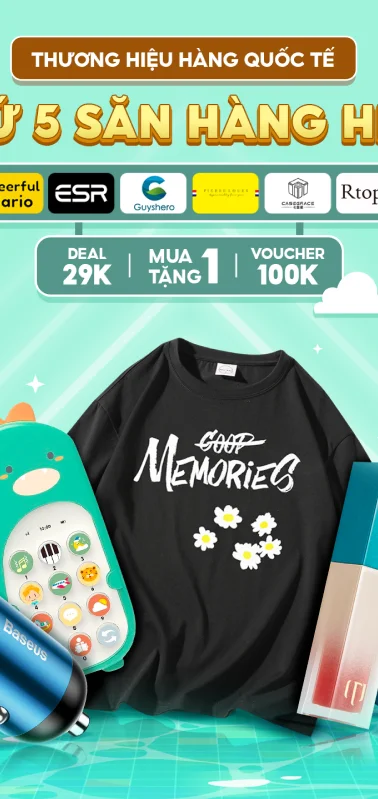 THƯƠNG HIỆU HÀNG QUỐC TẾ
Ứ 5 SĂN HÀNG H
eerful
ario
ESR
Guyshero
Rtop
DEAL
29K
MUA 1
TẶNG
VOUCHER
100K
GOOD
MEMORIES
Baseus